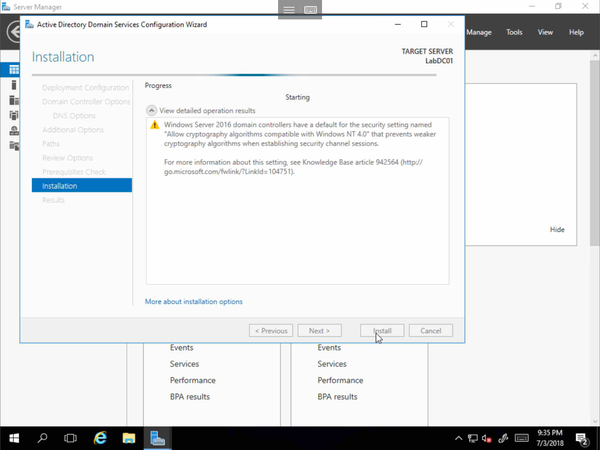 Server Manager
Active Directory Domain Services Configuration Wizard
Manage Tools View Help
Installation
TARGET SERVER
LabDC01
Deployment Configuration
Domain Controller Options
DNS Options
Additional Options
Paths
Review Options
Prerequisites Check
Installation
Results
Progress
Starting
View detailed operation results
Windows Server 2016 domain controllers have a default for the security setting named
"Allow cryptography algorithms compatible with Windows NT 4.0" that prevents weaker
cryptography algorithms when establishing security channel sessions.
For more information about this setting, see Knowledge Base article 942564 (http://
go.microsoft.com/fwlink/?LinkId=104751).
More about installation options
< Previous Next > Install Cancel
Hide
Events Events
Services Services
Performance Performance
BPA results BPA results
9:35 PM
7/3/2018
2